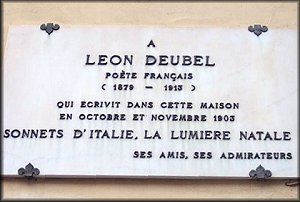 A
LEON DEUBEL
POÈTE FRANÇAIS
( 1879 – 1913 )
QUI ECRIVIT DANS CETTE MAISON
EN OCTOBRE ET NOVEMBRE 1903
SONNETS D'ITALIE, LA LUMIERE NATALE
SES AMIS, SES ADMIRATEURS